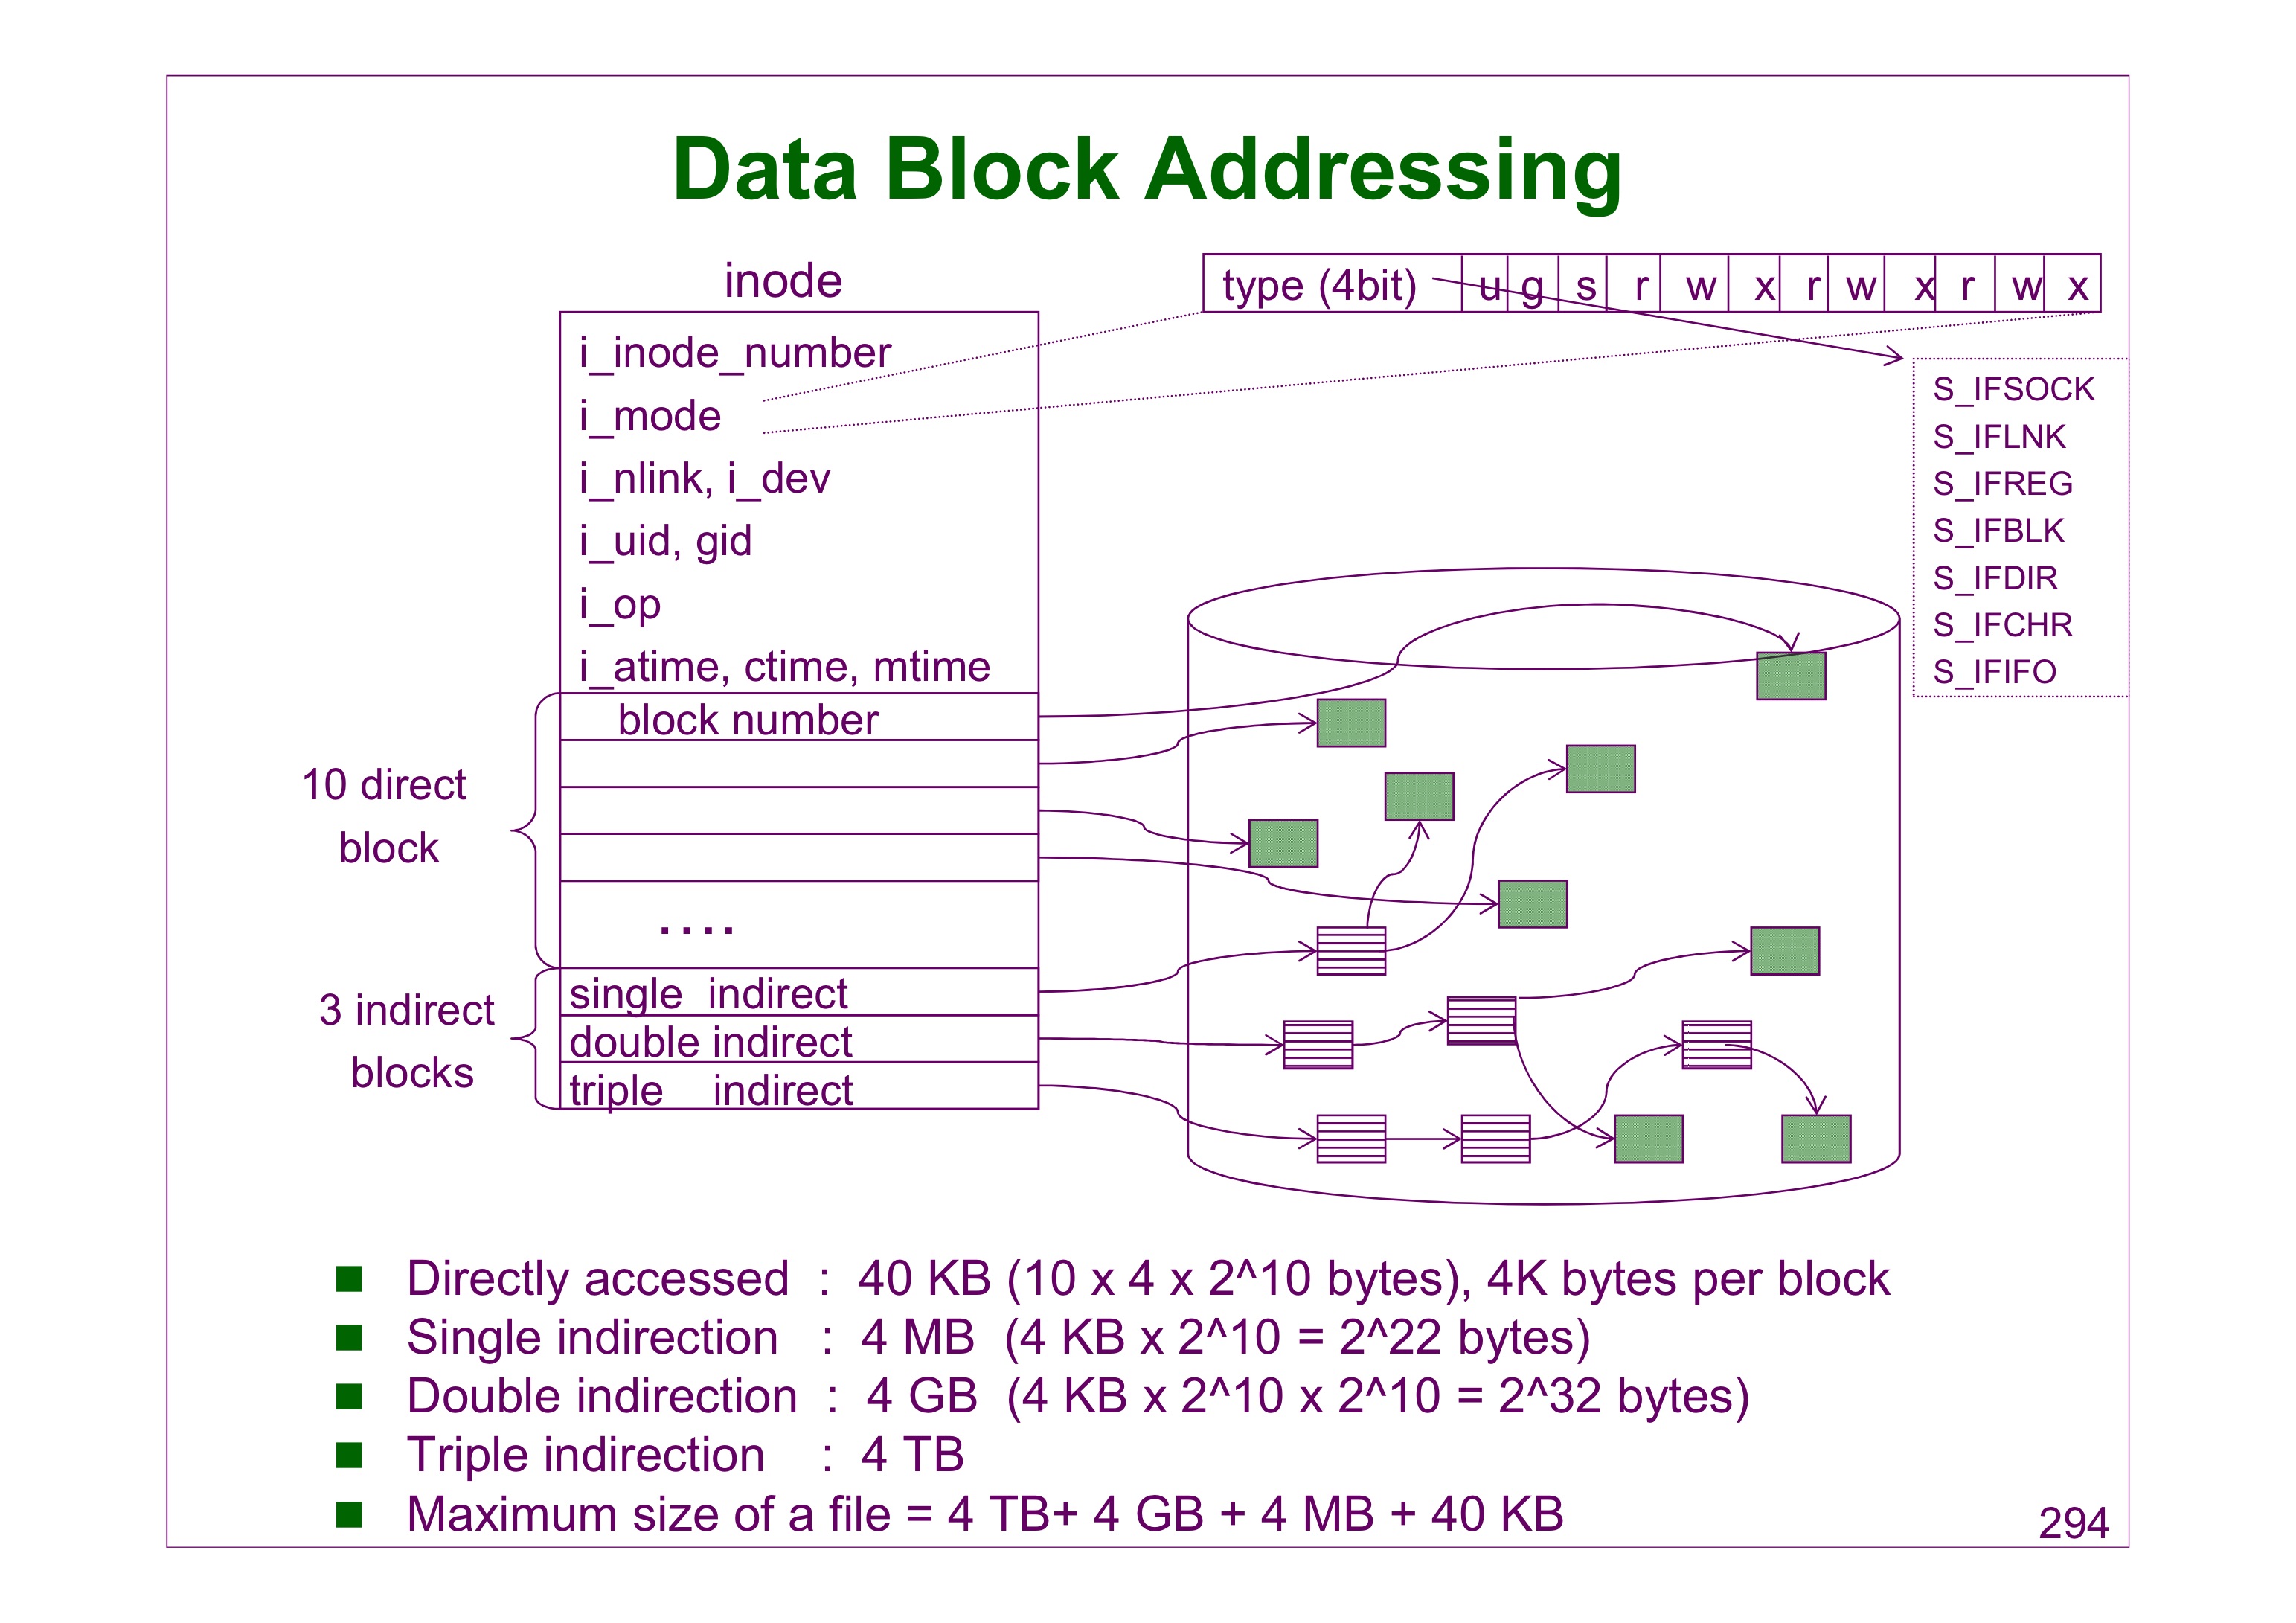 Data Block Addressing
inode
type (4bit) u g s r w x r w x r w x
i_inode_number
i_mode
i_nlink, i_dev
i_uid, gid
i_op
i_atime, ctime, mtime
S_IFSOCK
S_IFLNK
S_IFREG
S_IFBLK
S_IFDIR
S_IFCHR
S_IFIFO
block number
10 direct
block
....
3 indirect
blocks
single indirect
double indirect
triple indirect
Directly accessed : 40 KB (10 x 4 x 2^10 bytes), 4K bytes per block
Single indirection : 4 MB (4 KB x 2^10 = 2^22 bytes)
Double indirection : 4 GB (4 KB x 2^10 x 2^10 = 2^32 bytes)
Triple indirection : 4 TB
Maximum size of a file = 4 TB+ 4 GB + 4 MB + 40 KB
294